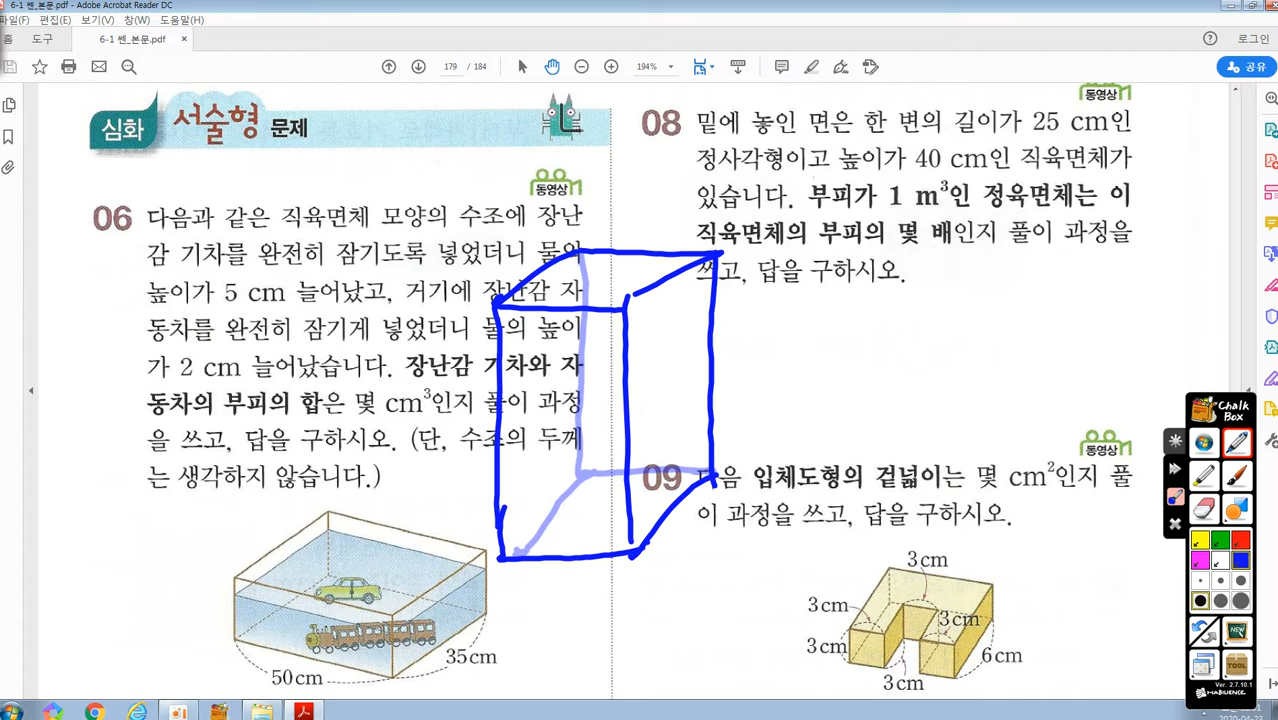 6-1 쎈_본문.pdf - Adobe Acrobat Reader DC
파일(F) 편집(E) 보기(V) 창(W) 도움말(H)
홈 도구 6-1 쎈_본문.pdf × 로그인
179 / 184 194% 공유
심화 서술형 문제
동영상
06 다음과 같은 직육면체 모양의 수조에 장난
감 기차를 완전히 잠기도록 넣었더니 물의
높이가 5 cm 늘어났고, 거기에 장난감 자
동차를 완전히 잠기게 넣었더니 물의 높이
가 2 cm 늘어났습니다. 장난감 기차와 자
동차의 부피의 합은 몇 cm³인지 풀이 과정
을 쓰고, 답을 구하시오. (단, 수조의 두께
는 생각하지 않습니다.)
50 cm
35 cm
동영상
08 밑에 놓인 면은 한 변의 길이가 25 cm인
정사각형이고 높이가 40 cm인 직육면체가
있습니다. 부피가 1 m³인 정육면체는 이
직육면체의 부피의 몇 배인지 풀이 과정을
쓰고, 답을 구하시오.
동영상
09 다음 입체도형의 겉넓이는 몇 cm²인지 풀
이 과정을 쓰고, 답을 구하시오.
3 cm
3 cm
3 cm
3 cm
6 cm
3 cm
Chalk
Box
NEW
TOOL
Ver. 2.7.10.1
HABILIENCE